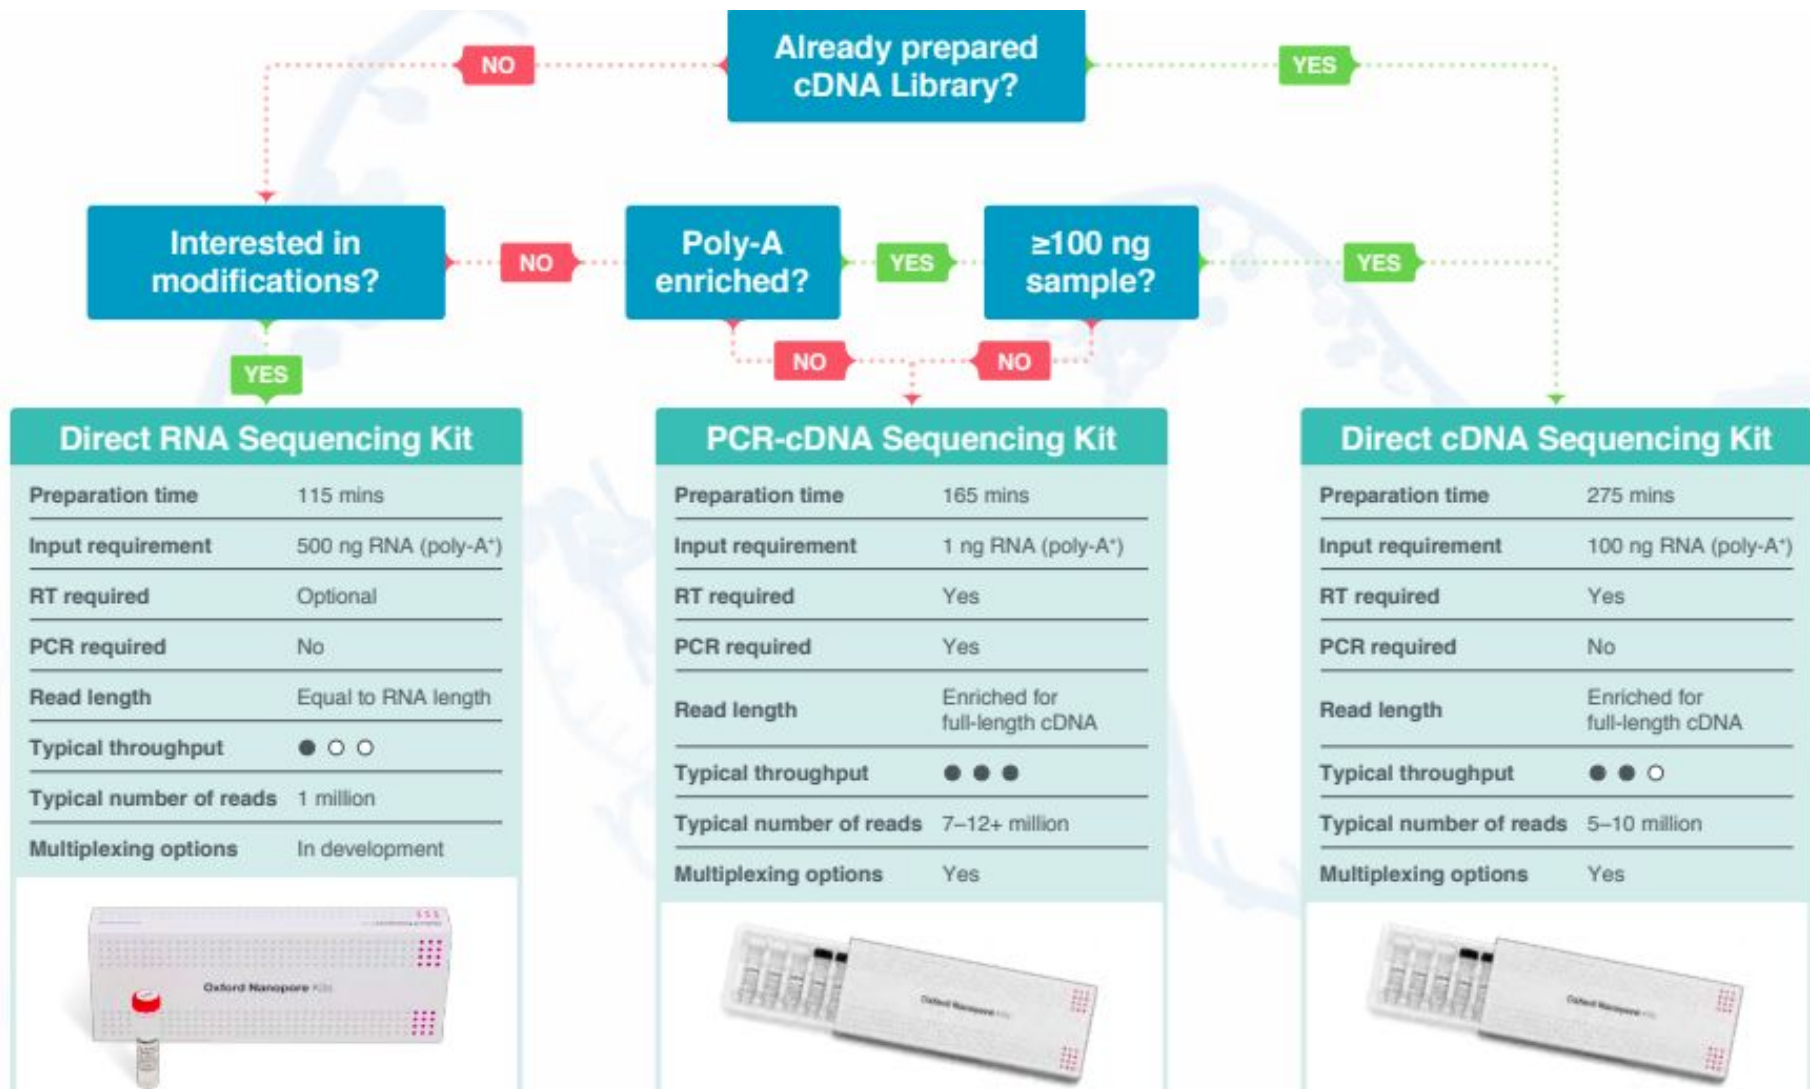 Already prepared
cDNA Library?
NO
YES
Interested in
modifications?
NO
Poly-A
enriched?
YES
≥100 ng
sample?
YES
YES
NO
NO
Direct RNA Sequencing Kit
Preparation time 115 mins
Input requirement 500 ng RNA (poly-A⁺)
RT required Optional
PCR required No
Read length Equal to RNA length
Typical throughput
Typical number of reads 1 million
Multiplexing options In development
Oxford Nanopore Kits
PCR-cDNA Sequencing Kit
Preparation time 165 mins
Input requirement 1 ng RNA (poly-A⁺)
RT required Yes
PCR required Yes
Read length Enriched for
full-length cDNA
Typical throughput
Typical number of reads 7–12+ million
Multiplexing options Yes
Oxford Nanopore
Direct cDNA Sequencing Kit
Preparation time 275 mins
Input requirement 100 ng RNA (poly-A⁺)
RT required Yes
PCR required No
Read length Enriched for
full-length cDNA
Typical throughput
Typical number of reads 5–10 million
Multiplexing options Yes
Oxford Nanopore